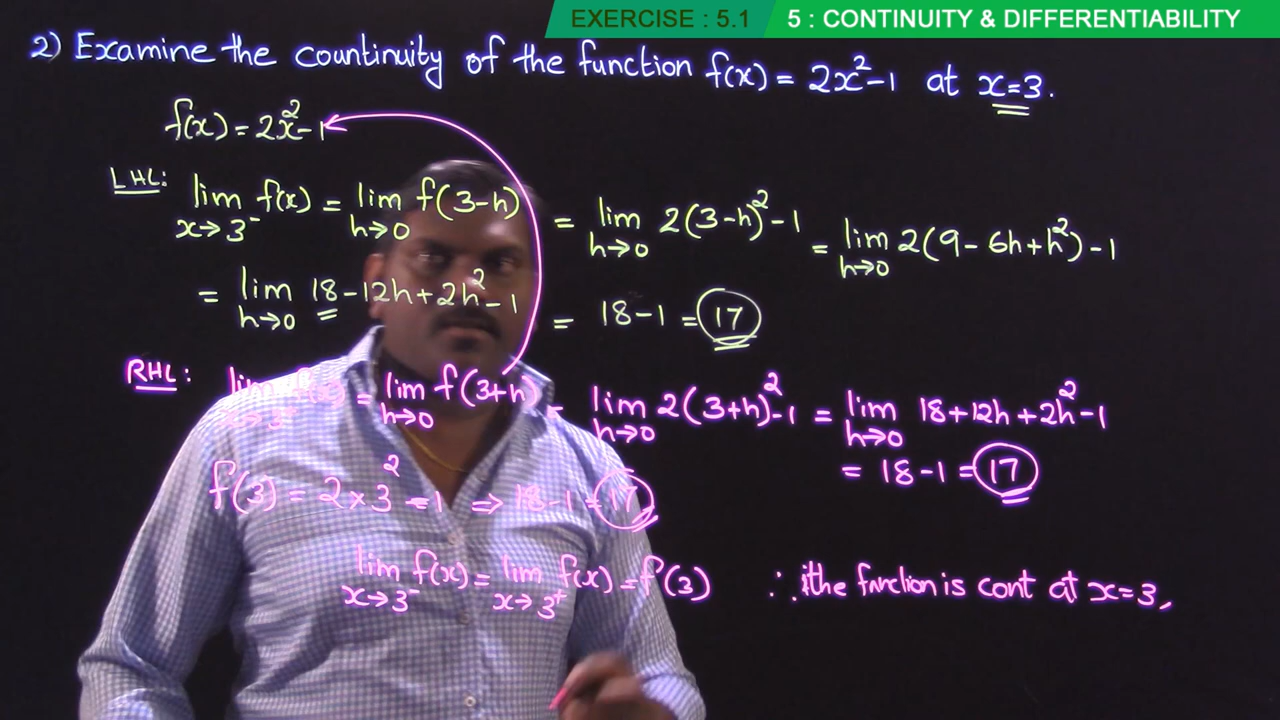 EXERCISE : 5.1 5 : CONTINUITY & DIFFERENTIABILITY
2) Examine the countinuity of the function f(x) = 2x²-1 at x=3.
f(x) = 2x²-1
LHL: lim x→3⁻ f(x) = lim h→0 f(3-h) = lim h→0 2(3-h)²-1 = lim h→0 2(9-6h+h²)-1
= lim h→0 18-12h+2h²-1 = 18-1 = 17
RHL: lim f(x) = lim h→0 f(3+h) = lim h→0 2(3+h)²-1 = lim h→0 18+12h+2h²-1
= 18-1 = 17
f(3) = 2×3²-1 ⇒ 18-1 = 17
lim x→3⁻ f(x) = lim x→3⁺ f(x) = f(3) ∴ the function is cont at x=3,